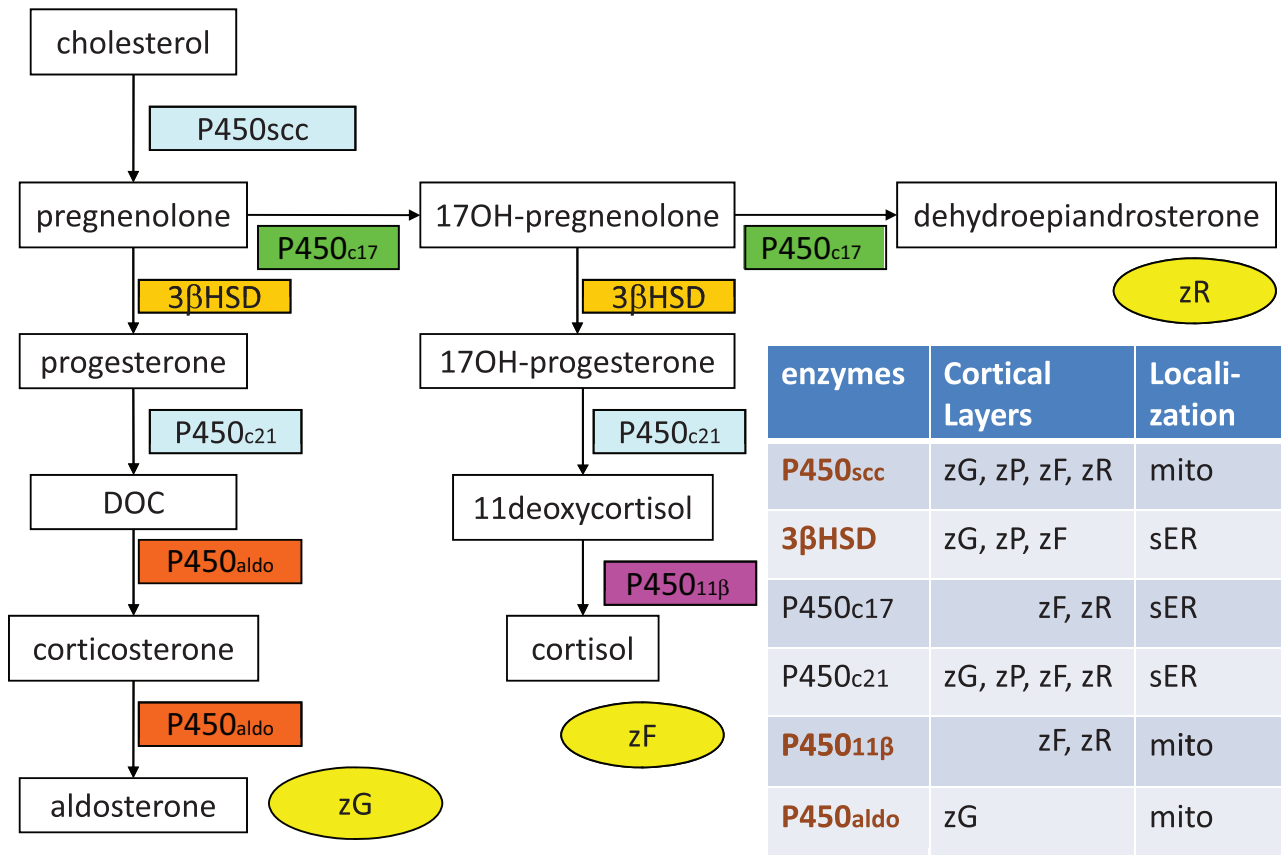 cholesterol
P450scc
pregnenolone
17OH-pregnenolone
dehydroepiandrosterone
P450c17
P450c17
3βHSD
3βHSD
zR
progesterone
17OH-progesterone
P450c21
P450c21
DOC
11deoxycortisol
P450aldo
P45011β
corticosterone
cortisol
P450aldo
zF
aldosterone
zG
enzymes Cortical Locali-
Layers zation
P450scc zG, zP, zF, zR mito
3βHSD zG, zP, zF sER
P450c17 zF, zR sER
P450c21 zG, zP, zF, zR sER
P45011β zF, zR mito
P450aldo zG mito